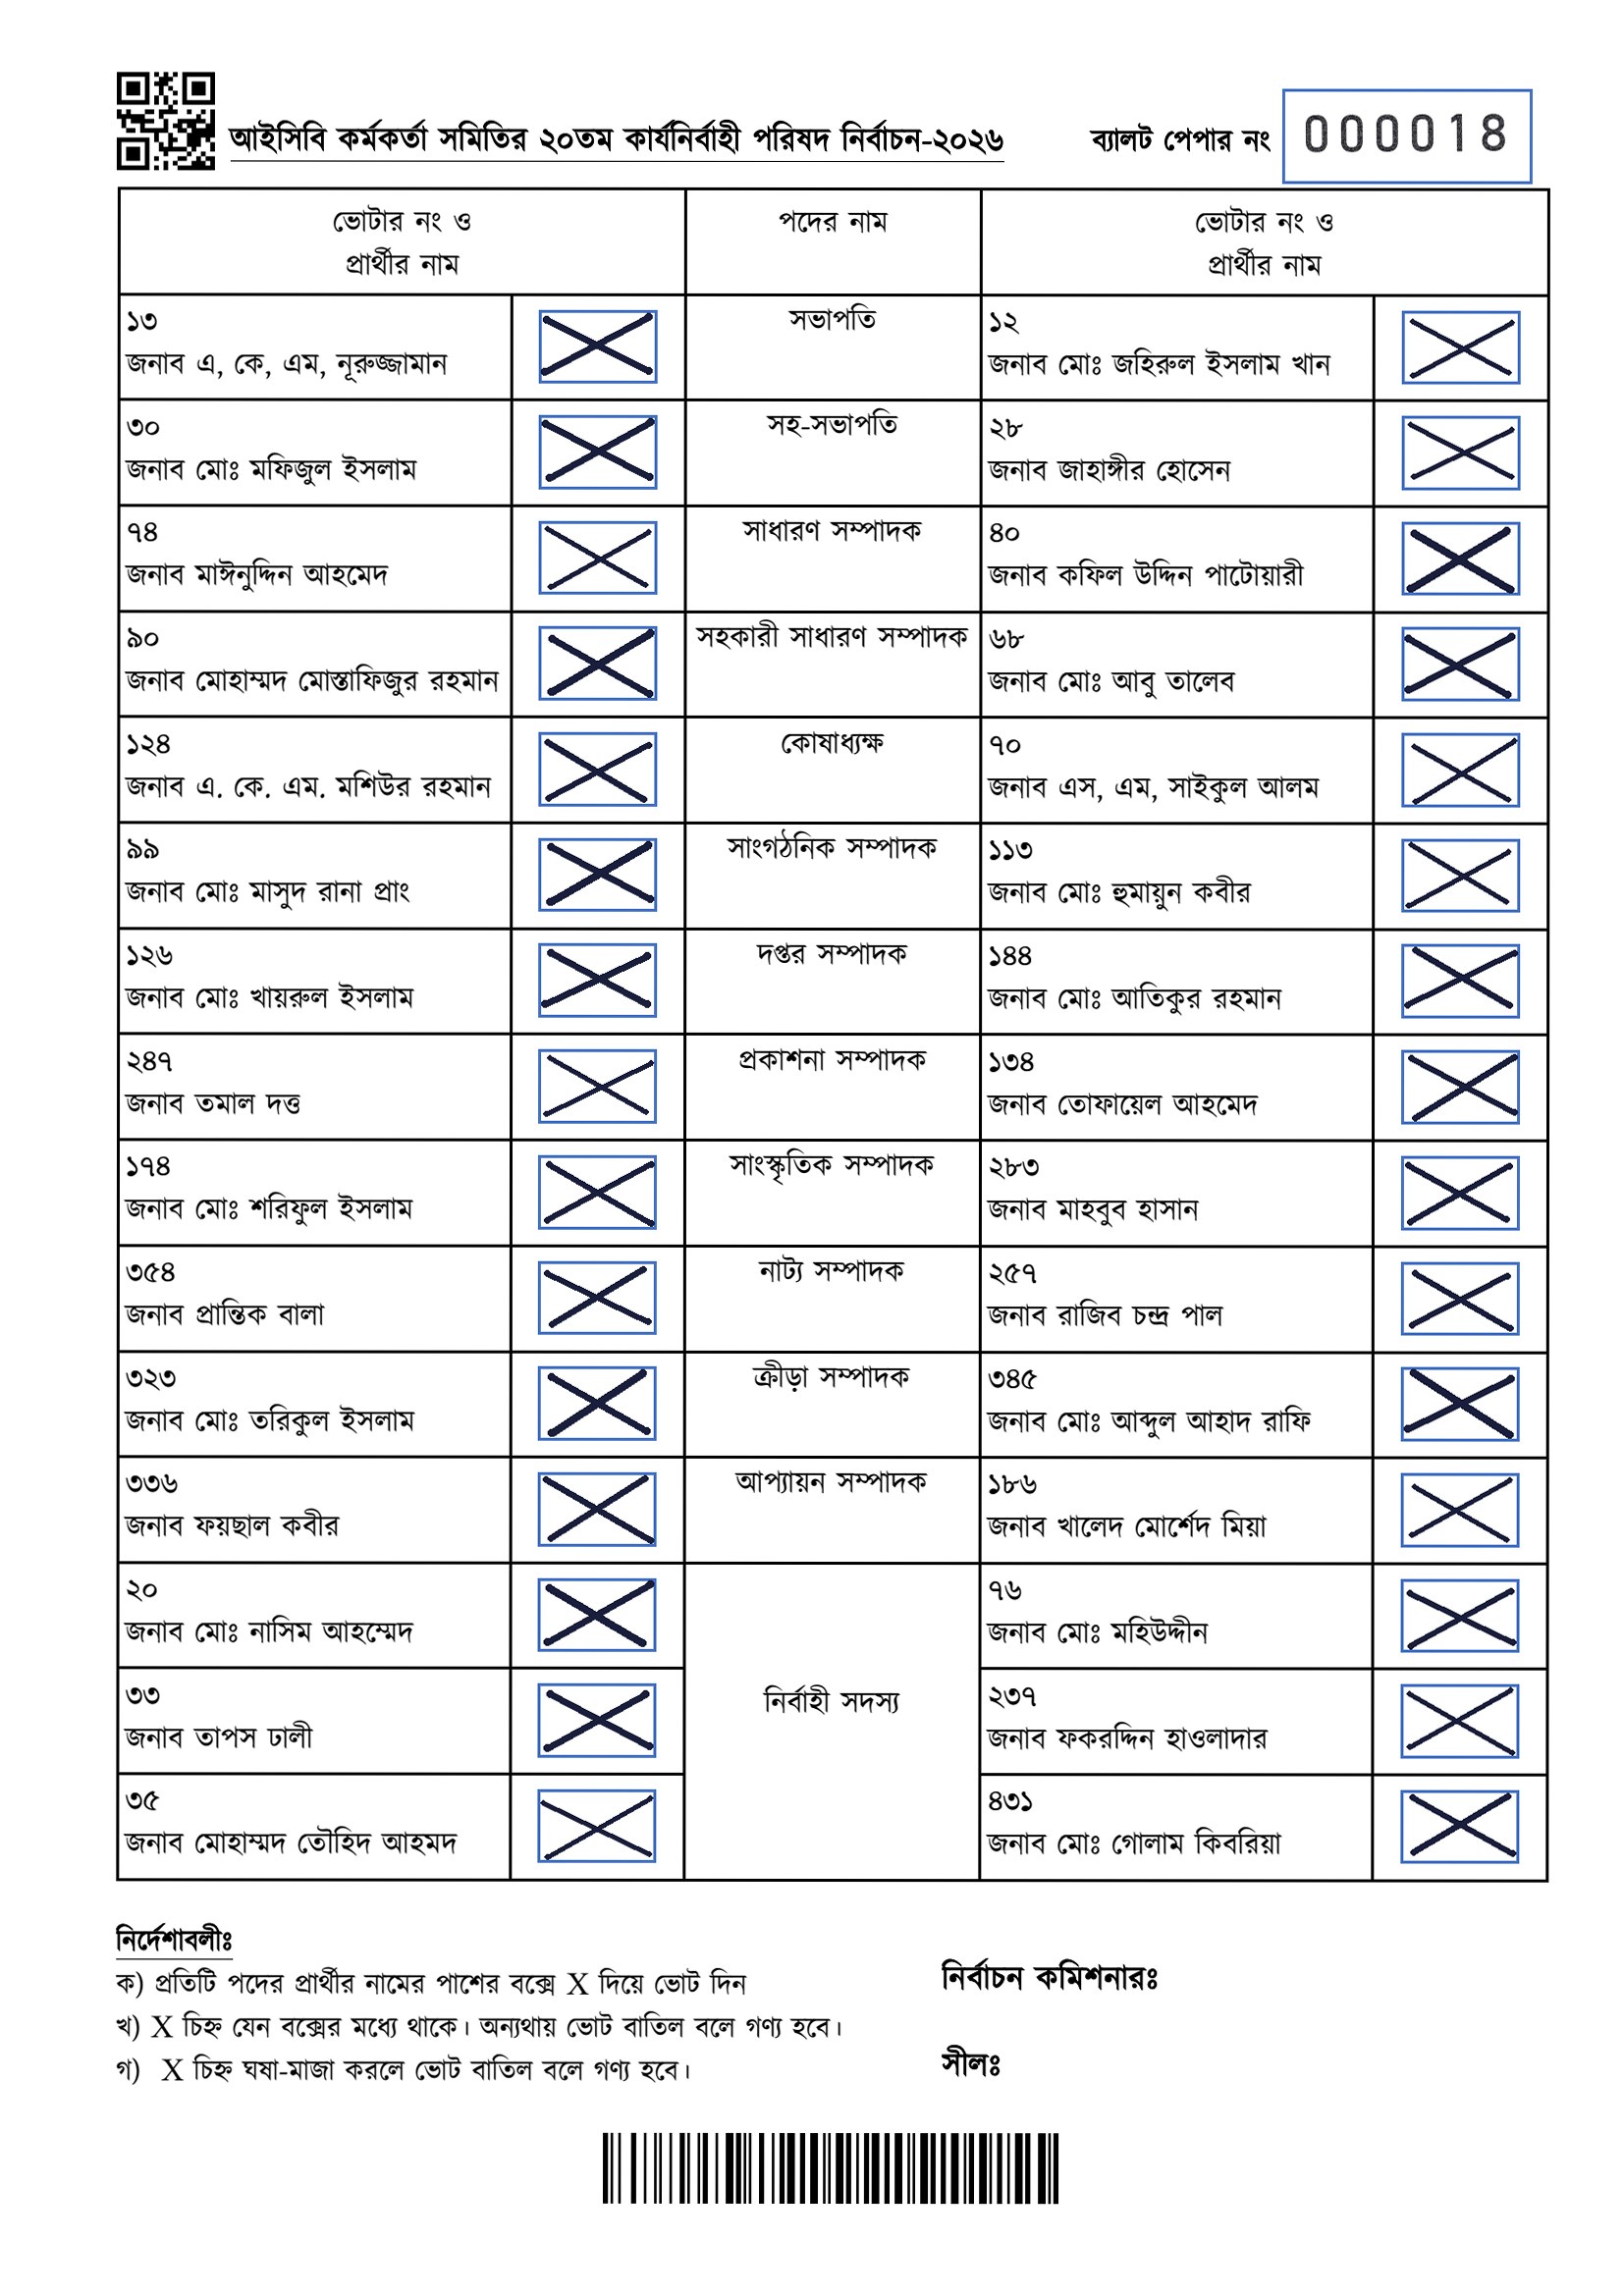 আইসিবি কর্মকর্তা সমিতির ২০তম কার্যনির্বাহী পরিষদ নির্বাচন-২০২৬ ব্যালট পেপার নং 000018
ভোটার নং ও পদের নাম ভোটার নং ও
প্রার্থীর নাম প্রার্থীর নাম
১৩ সভাপতি ১২
জনাব এ, কে, এম, নূরুজ্জামান জনাব মোঃ জহিরুল ইসলাম খান
৩০ সহ-সভাপতি ২৮
জনাব মোঃ মফিজুল ইসলাম জনাব জাহাঙ্গীর হোসেন
৭৪ সাধারণ সম্পাদক ৪০
জনাব মাঈনুদ্দিন আহমেদ জনাব কফিল উদ্দিন পাটোয়ারী
৯০ সহকারী সাধারণ সম্পাদক ৬৮
জনাব মোহাম্মদ মোস্তাফিজুর রহমান জনাব মোঃ আবু তালেব
১২৪ কোষাধ্যক্ষ ৭০
জনাব এ. কে. এম. মশিউর রহমান জনাব এস, এম, সাইকুল আলম
৯৯ সাংগঠনিক সম্পাদক ১১৩
জনাব মোঃ মাসুদ রানা প্রাং জনাব মোঃ হুমায়ুন কবীর
১২৬ দপ্তর সম্পাদক ১৪৪
জনাব মোঃ খায়রুল ইসলাম জনাব মোঃ আতিকুর রহমান
২৪৭ প্রকাশনা সম্পাদক ১৩৪
জনাব তমাল দত্ত জনাব তোফায়েল আহমেদ
১৭৪ সাংস্কৃতিক সম্পাদক ২৮৩
জনাব মোঃ শরিফুল ইসলাম জনাব মাহবুব হাসান
৩৫৪ নাট্য সম্পাদক ২৫৭
জনাব প্রান্তিক বালা জনাব রাজিব চন্দ্র পাল
৩২৩ ক্রীড়া সম্পাদক ৩৪৫
জনাব মোঃ তরিকুল ইসলাম জনাব মোঃ আব্দুল আহাদ রাফি
৩৩৬ আপ্যায়ন সম্পাদক ১৮৬
জনাব ফয়ছাল কবীর জনাব খালেদ মোর্শেদ মিয়া
২০ ৭৬
জনাব মোঃ নাসিম আহম্মেদ জনাব মোঃ মহিউদ্দীন
৩৩ নির্বাহী সদস্য ২৩৭
জনাব তাপস ঢালী জনাব ফকরদ্দিন হাওলাদার
৩৫ ৪৩১
জনাব মোহাম্মদ তৌহিদ আহমদ জনাব মোঃ গোলাম কিবরিয়া
নির্দেশাবলীঃ
ক) প্রতিটি পদের প্রার্থীর নামের পাশের বক্সে X দিয়ে ভোট দিন
খ) X চিহ্ন যেন বক্সের মধ্যে থাকে। অন্যথায় ভোট বাতিল বলে গণ্য হবে।
গ) X চিহ্ন ঘষা-মাজা করলে ভোট বাতিল বলে গণ্য হবে।
নির্বাচন কমিশনারঃ
সীলঃ